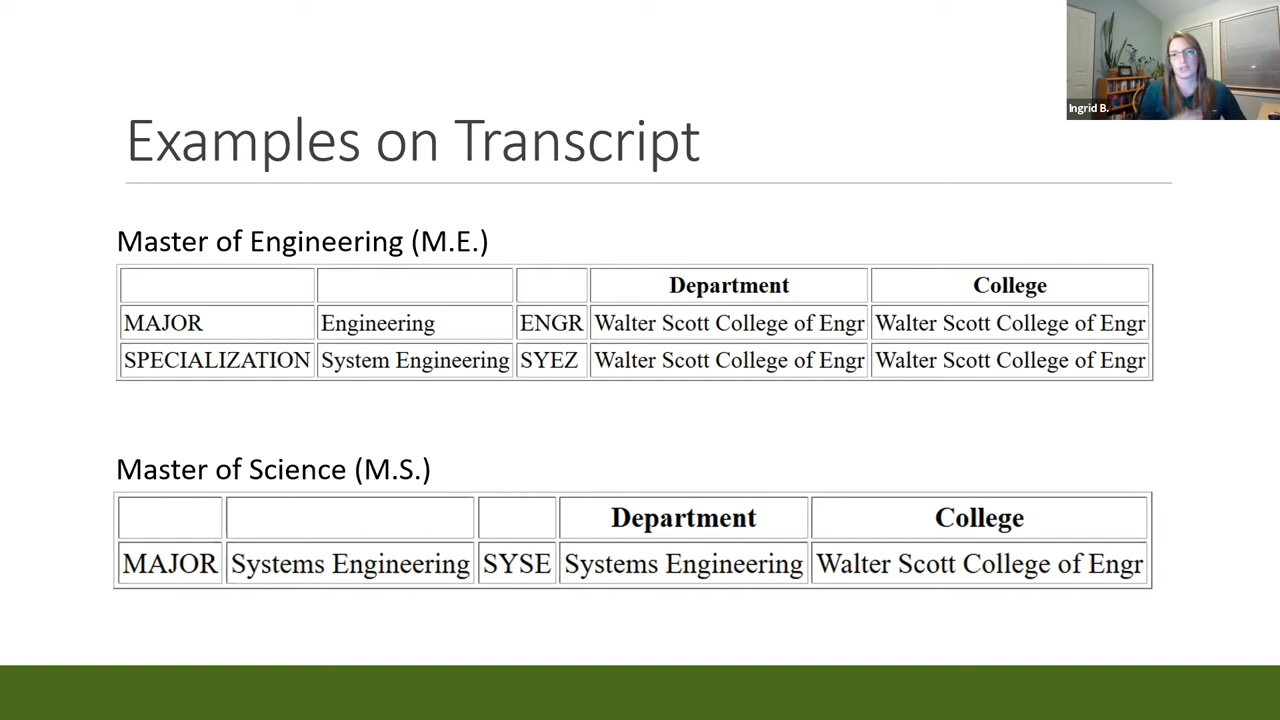 Ingrid B.
Examples on Transcript
Master of Engineering (M.E.)
Department College
MAJOR Engineering ENGR Walter Scott College of Engr Walter Scott College of Engr
SPECIALIZATION System Engineering SYEZ Walter Scott College of Engr Walter Scott College of Engr
Master of Science (M.S.)
Department College
MAJOR Systems Engineering SYSE Systems Engineering Walter Scott College of Engr